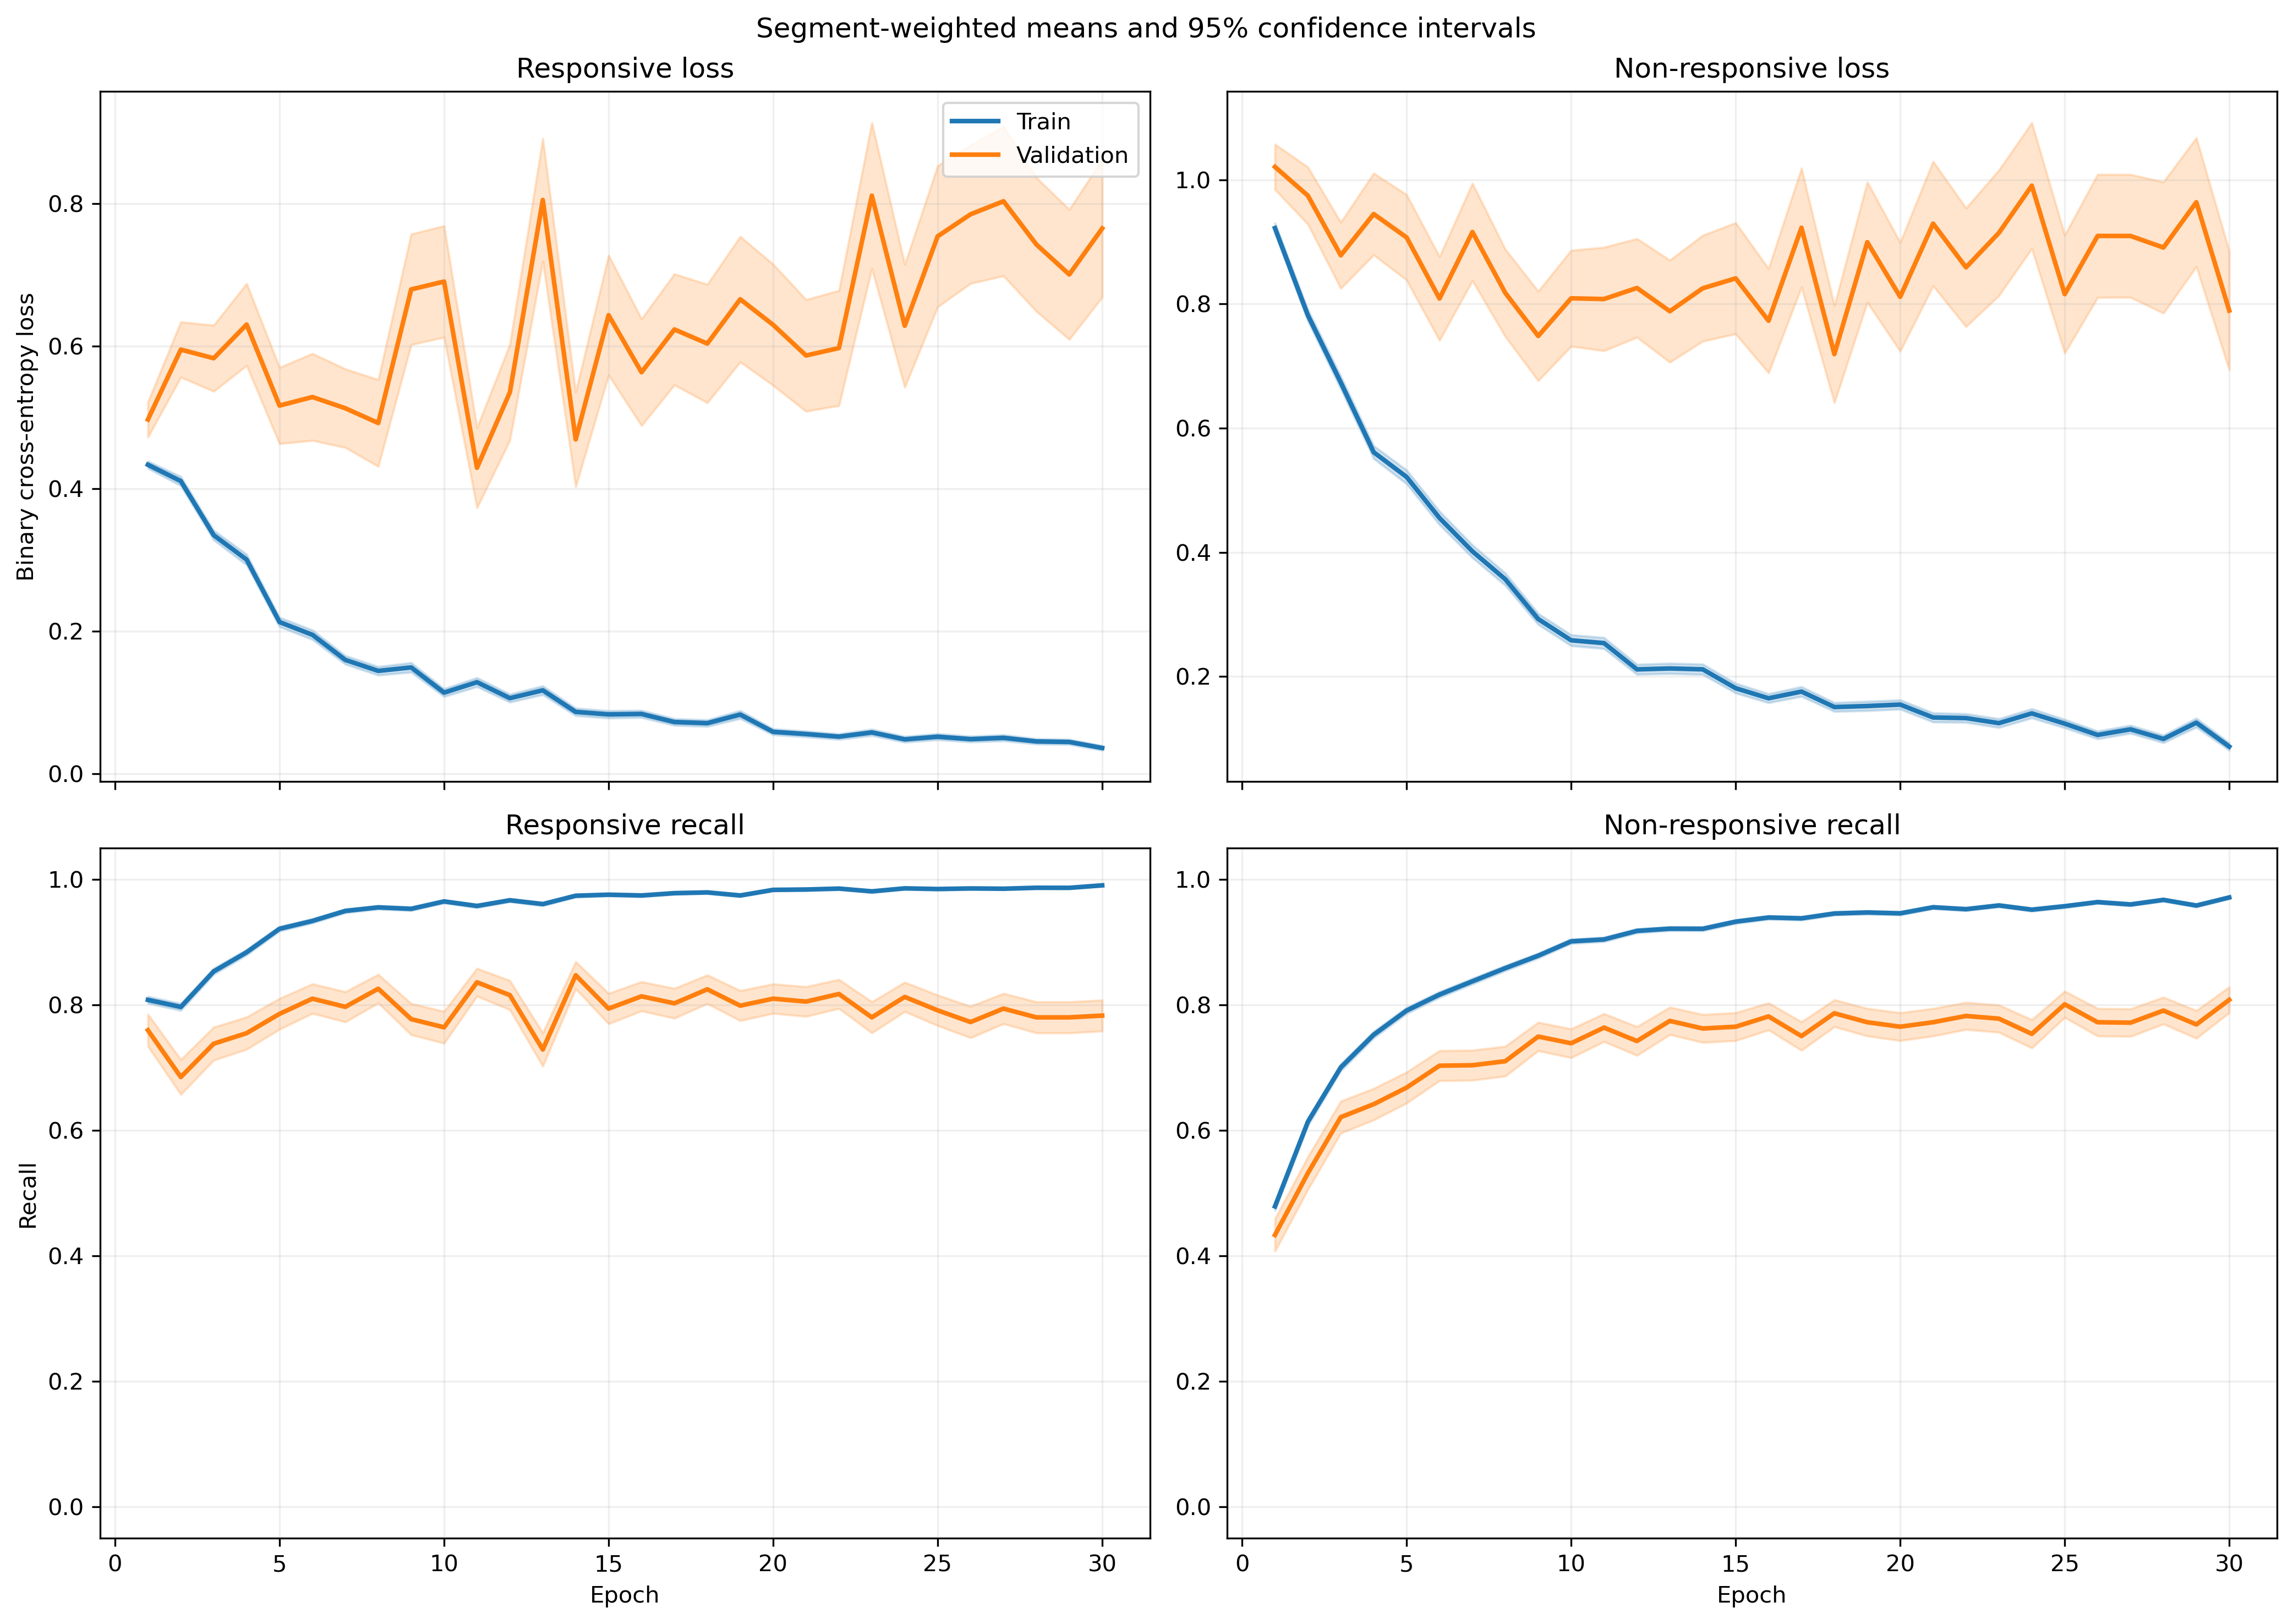 Segment-weighted means and 95% confidence intervals
Responsive loss
Non-responsive loss
Train
Validation
Binary cross-entropy loss
0.8
0.6
0.4
0.2
0.0
1.0
0.8
0.6
0.4
0.2
Responsive recall
Non-responsive recall
Recall
1.0
0.8
0.6
0.4
0.2
0.0
1.0
0.8
0.6
0.4
0.2
0.0
0 5 10 15 20 25 30
0 5 10 15 20 25 30
Epoch
Epoch